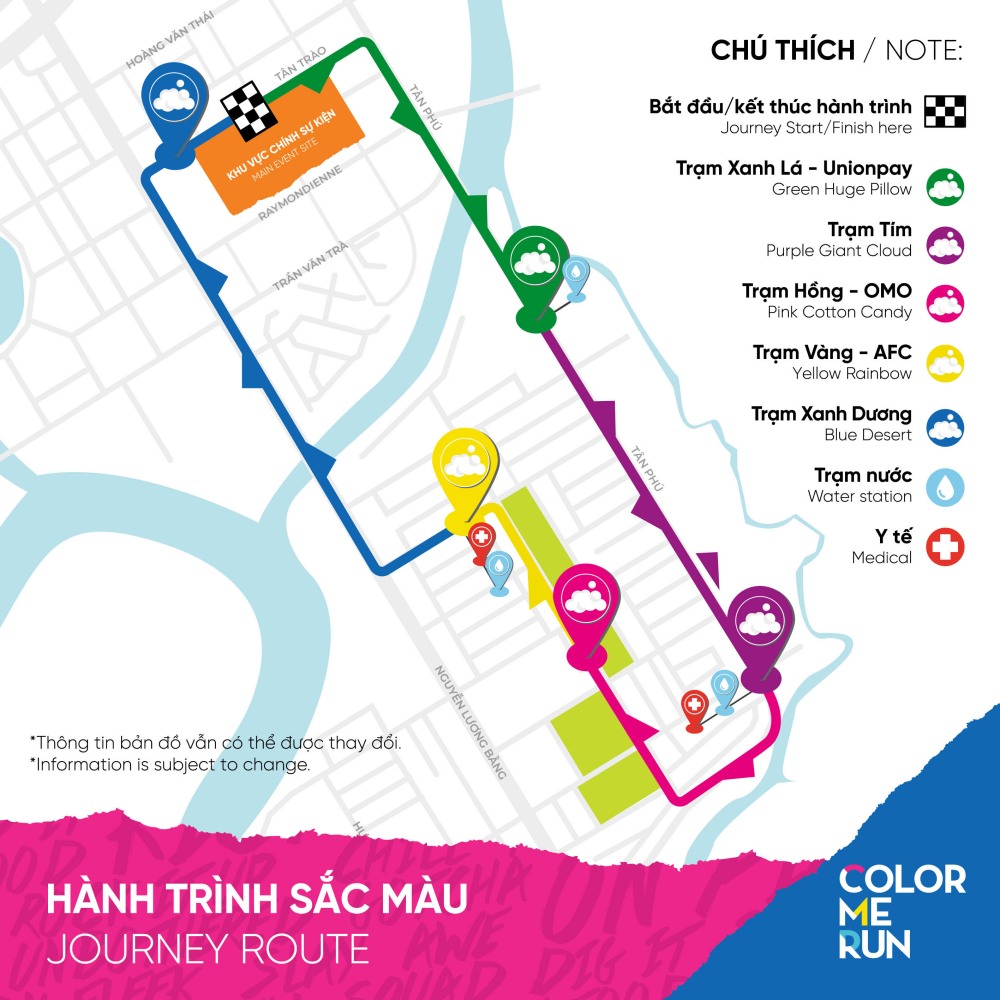 HOÀNG VĂN THÁI
TÂN TRÀO
TÂN PHÚ
KHU VỰC CHÍNH SỰ KIỆN
MAIN EVENT SITE
RAYMONDIENNE
TRẦN VĂN TRÀ
TÂN PHÚ
NGUYỄN LƯƠNG BẰNG
CHÚ THÍCH / NOTE:
Bắt đầu/kết thúc hành trình
Journey Start/Finish here
Trạm Xanh Lá - Unionpay
Green Huge Pillow
Trạm Tím
Purple Giant Cloud
Trạm Hồng - OMO
Pink Cotton Candy
Trạm Vàng - AFC
Yellow Rainbow
Trạm Xanh Dương
Blue Desert
Trạm nước
Water station
Y tế
Medical
*Thông tin bản đồ vẫn có thể được thay đổi.
*Information is subject to change.
HÀNH TRÌNH SẮC MÀU
JOURNEY ROUTE
COLOR
ME
RUN